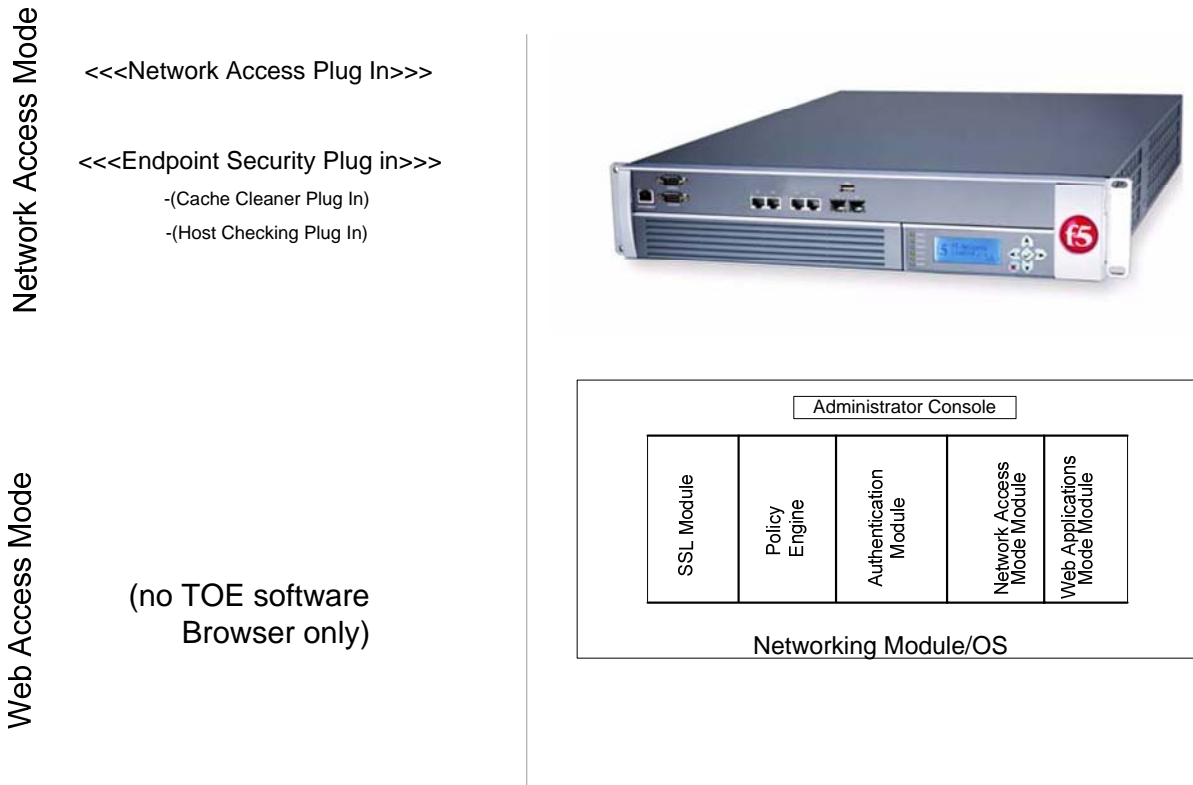 Network Access Mode
<<<Network Access Plug In>>>
<<<Endpoint Security Plug in>>>
-(Cache Cleaner Plug In)
-(Host Checking Plug In)
Web Access Mode
(no TOE software
Browser only)
f5
Administrator Console
SSL Module
Policy
Engine
Authentication
Module
Network Access
Mode Module
Web Applications
Mode Module
Networking Module/OS